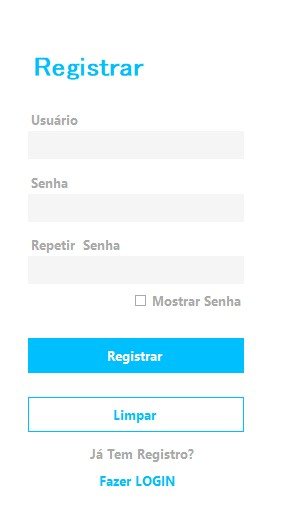 Registrar
Usuário
Senha
Repetir  Senha
Mostrar Senha
Registrar
Limpar
Já Tem Registro?
Fazer LOGIN